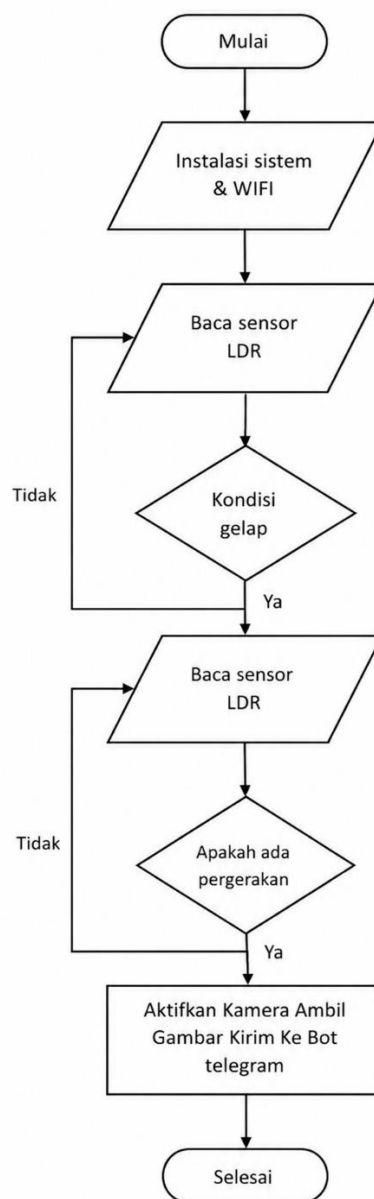 Mulai
Instalasi sistem
& WIFI
Baca sensor
LDR
Kondisi
gelap
Tidak
Ya
Baca sensor
LDR
Apakah ada
pergerakan
Tidak
Ya
Aktifkan Kamera Ambil
Gambar Kirim Ke Bot
telegram
Selesai